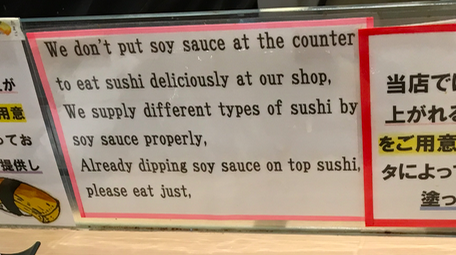 We don't put soy sauce at the counter
to eat sushi deliciously at our shop,
We supply different types of sushi by
soy sauce properly,
Already dipping soy sauce on top sushi,
please eat just,
が
用意
てお
提供し
当店では
上がれる
をご用意
タによって
塗っ